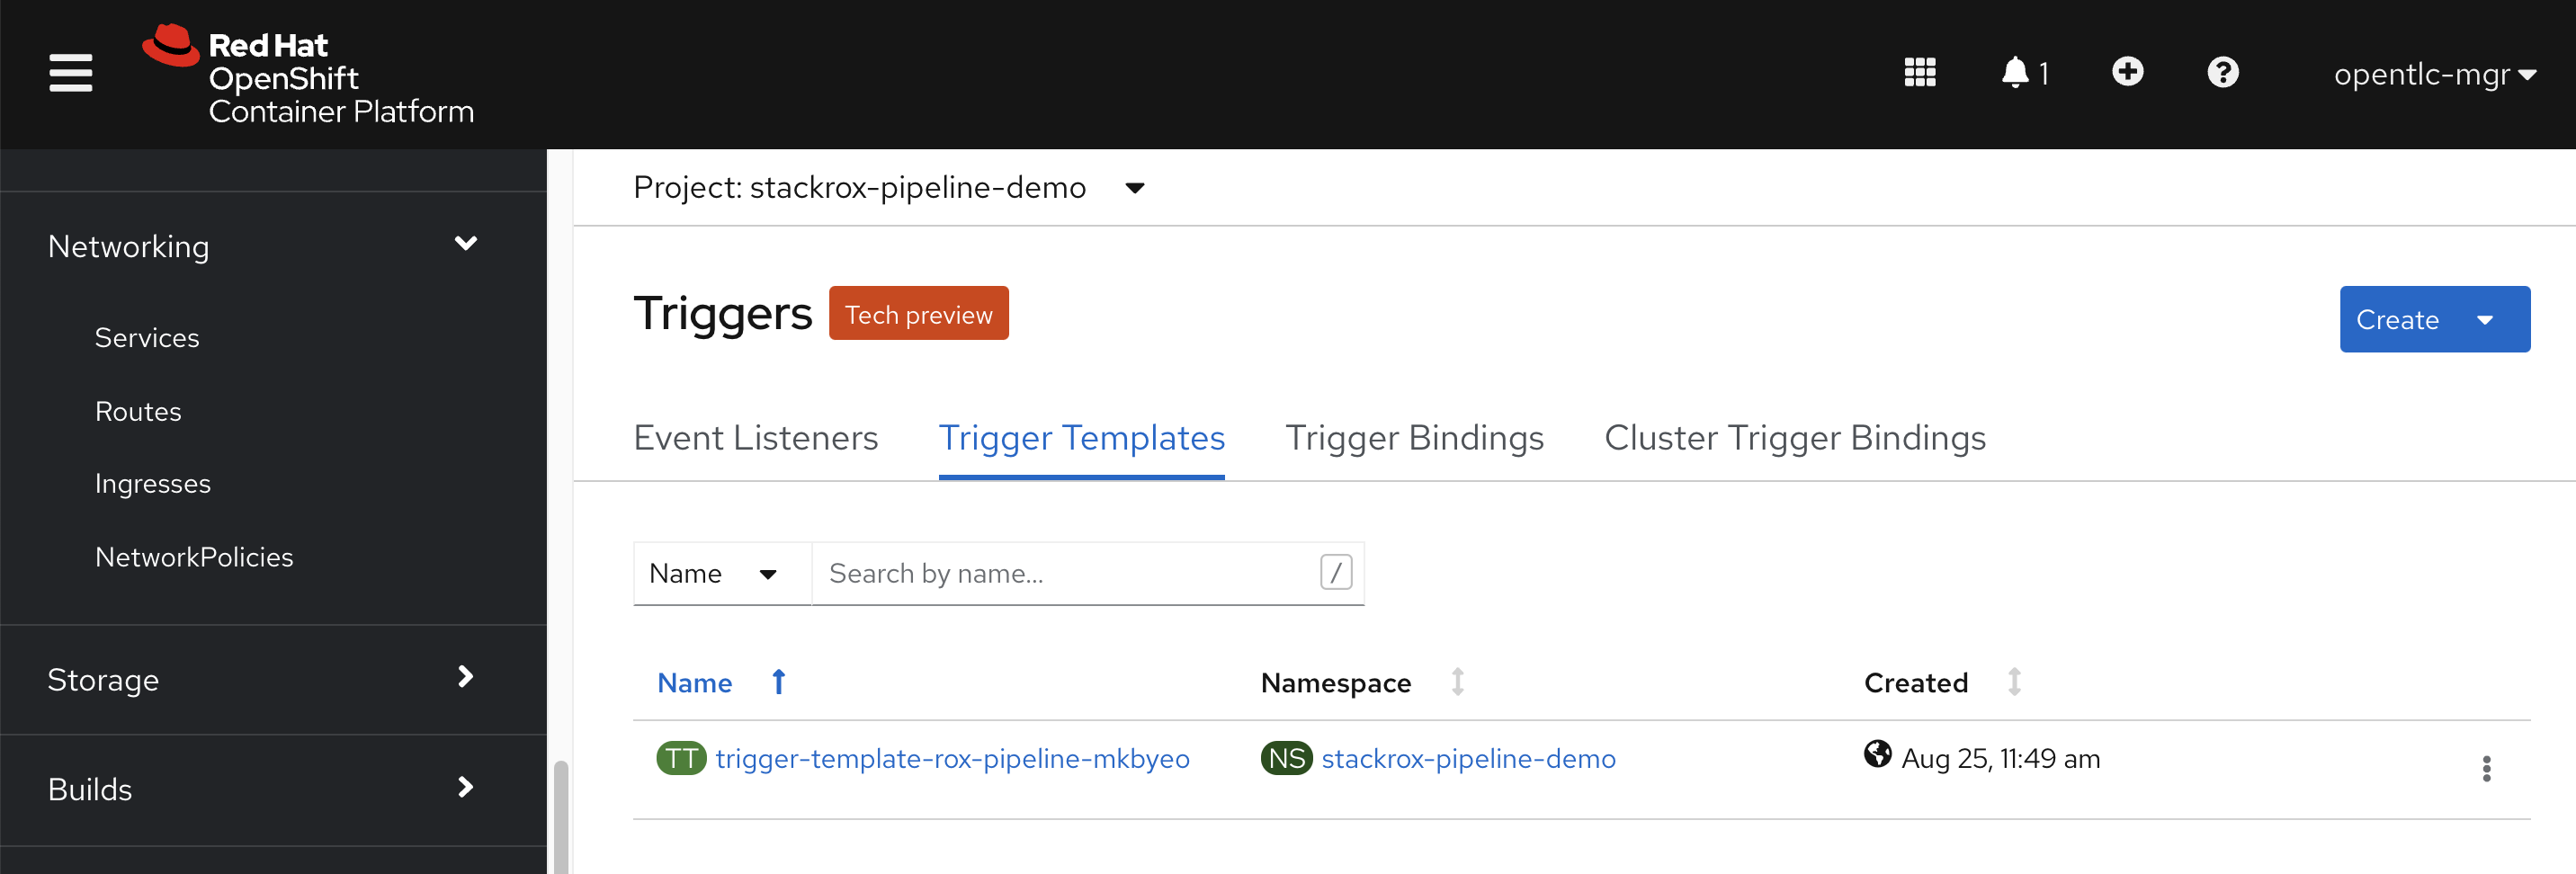 Red Hat
OpenShift
Container Platform
1
opentlc-mgr
Networking
Services
Routes
Ingresses
NetworkPolicies
Storage
Builds
Project: stackrox-pipeline-demo
Triggers Tech preview
Create
Event Listeners Trigger Templates Trigger Bindings Cluster Trigger Bindings
Name Search by name... /
Name Namespace Created
TT trigger-template-rox-pipeline-mkbyeo NS stackrox-pipeline-demo Aug 25, 11:49 am